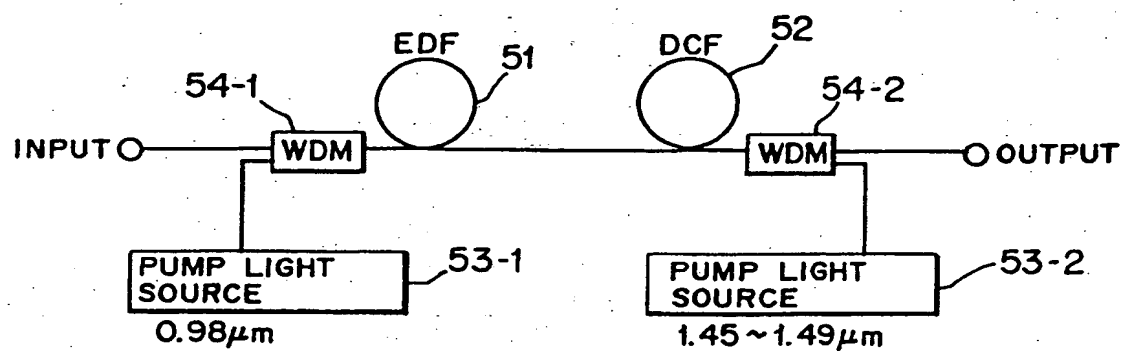 EDF
51
DCF
52
54-1
54-2
INPUT
WDM
WDM
OUTPUT
PUMP LIGHT
SOURCE
53-1
0.98μm
PUMP LIGHT
SOURCE
53-2
1.45~1.49μm